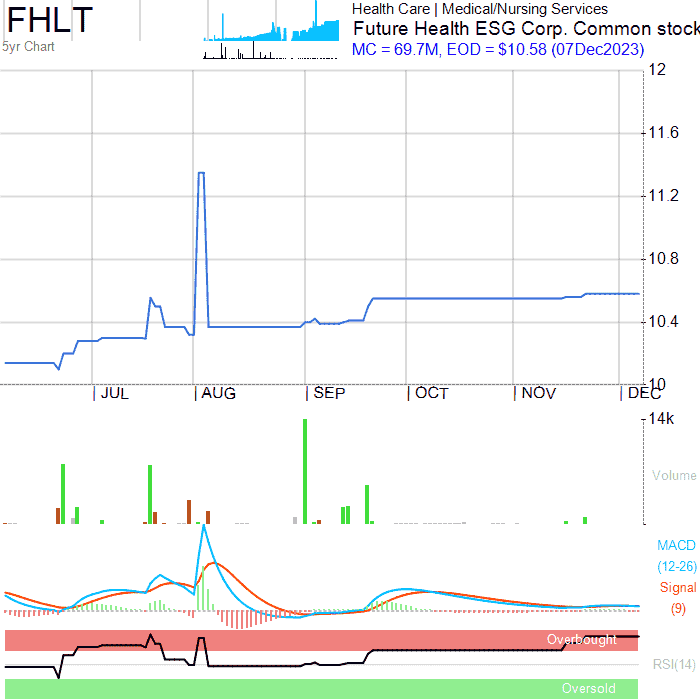 FHLT
5yr Chart
Health Care | Medical/Nursing Services
Future Health ESG Corp. Common stock
MC = 69.7M, EOD = $10.58 (07Dec2023)
12
11.6
11.2
10.8
10.4
10
JUL AUG SEP OCT NOV DEC
14k
Volume
MACD
(12-26)
Signal
(9)
Overbought
RSI(14)
Oversold